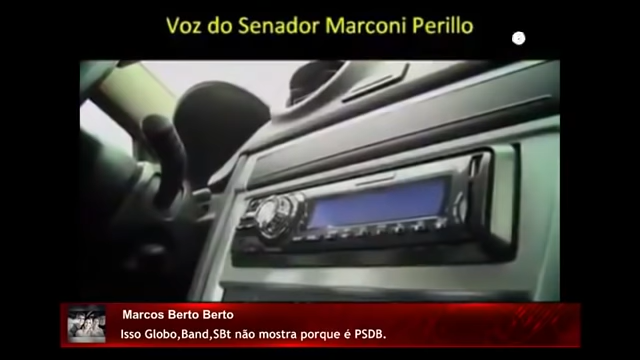 Voz do Senador Marconi Perillo
Marcos Berto Berto
Isso Globo,Band,SBt não mostra porque é PSDB.